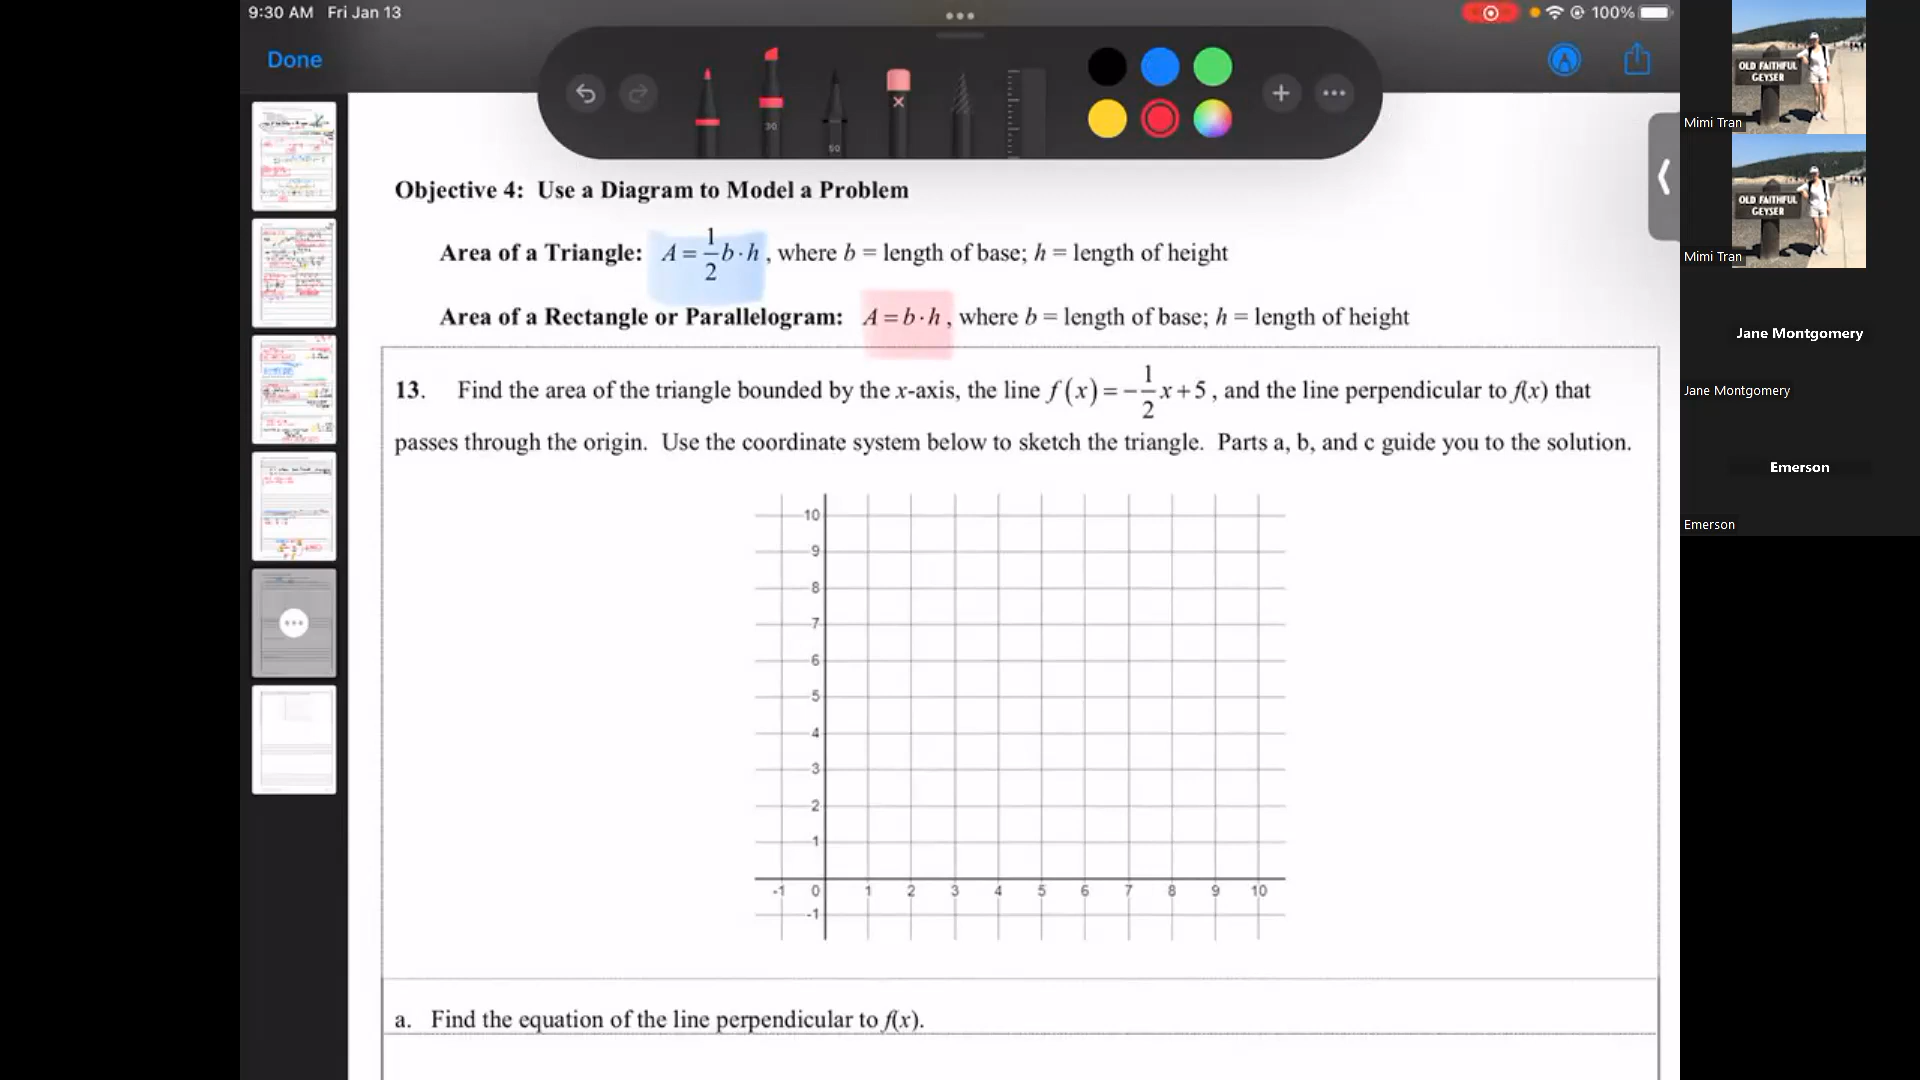 9:30 AM Fri Jan 13
100%
Done
30
50
Objective 4: Use a Diagram to Model a Problem
Area of a Triangle: A = 1/2 b · h, where b = length of base; h = length of height
Area of a Rectangle or Parallelogram: A = b · h, where b = length of base; h = length of height
13. Find the area of the triangle bounded by the x-axis, the line f(x) = -1/2 x + 5, and the line perpendicular to f(x) that
passes through the origin. Use the coordinate system below to sketch the triangle. Parts a, b, and c guide you to the solution.
10
9
8
7
6
5
4
3
2
1
-1 0 1 2 3 4 5 6 7 8 9 10
-1
a. Find the equation of the line perpendicular to f(x).
OLD FAITHFUL
GEYSER
Mimi Tran
OLD FAITHFUL
GEYSER
Mimi Tran
Jane Montgomery
Jane Montgomery
Emerson
Emerson